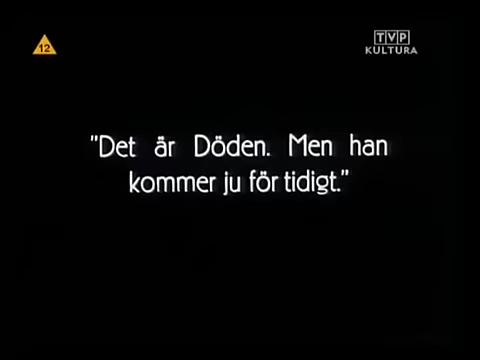 12
TVP
KULTURA
"Det är Döden. Men han
kommer ju för tidigt."